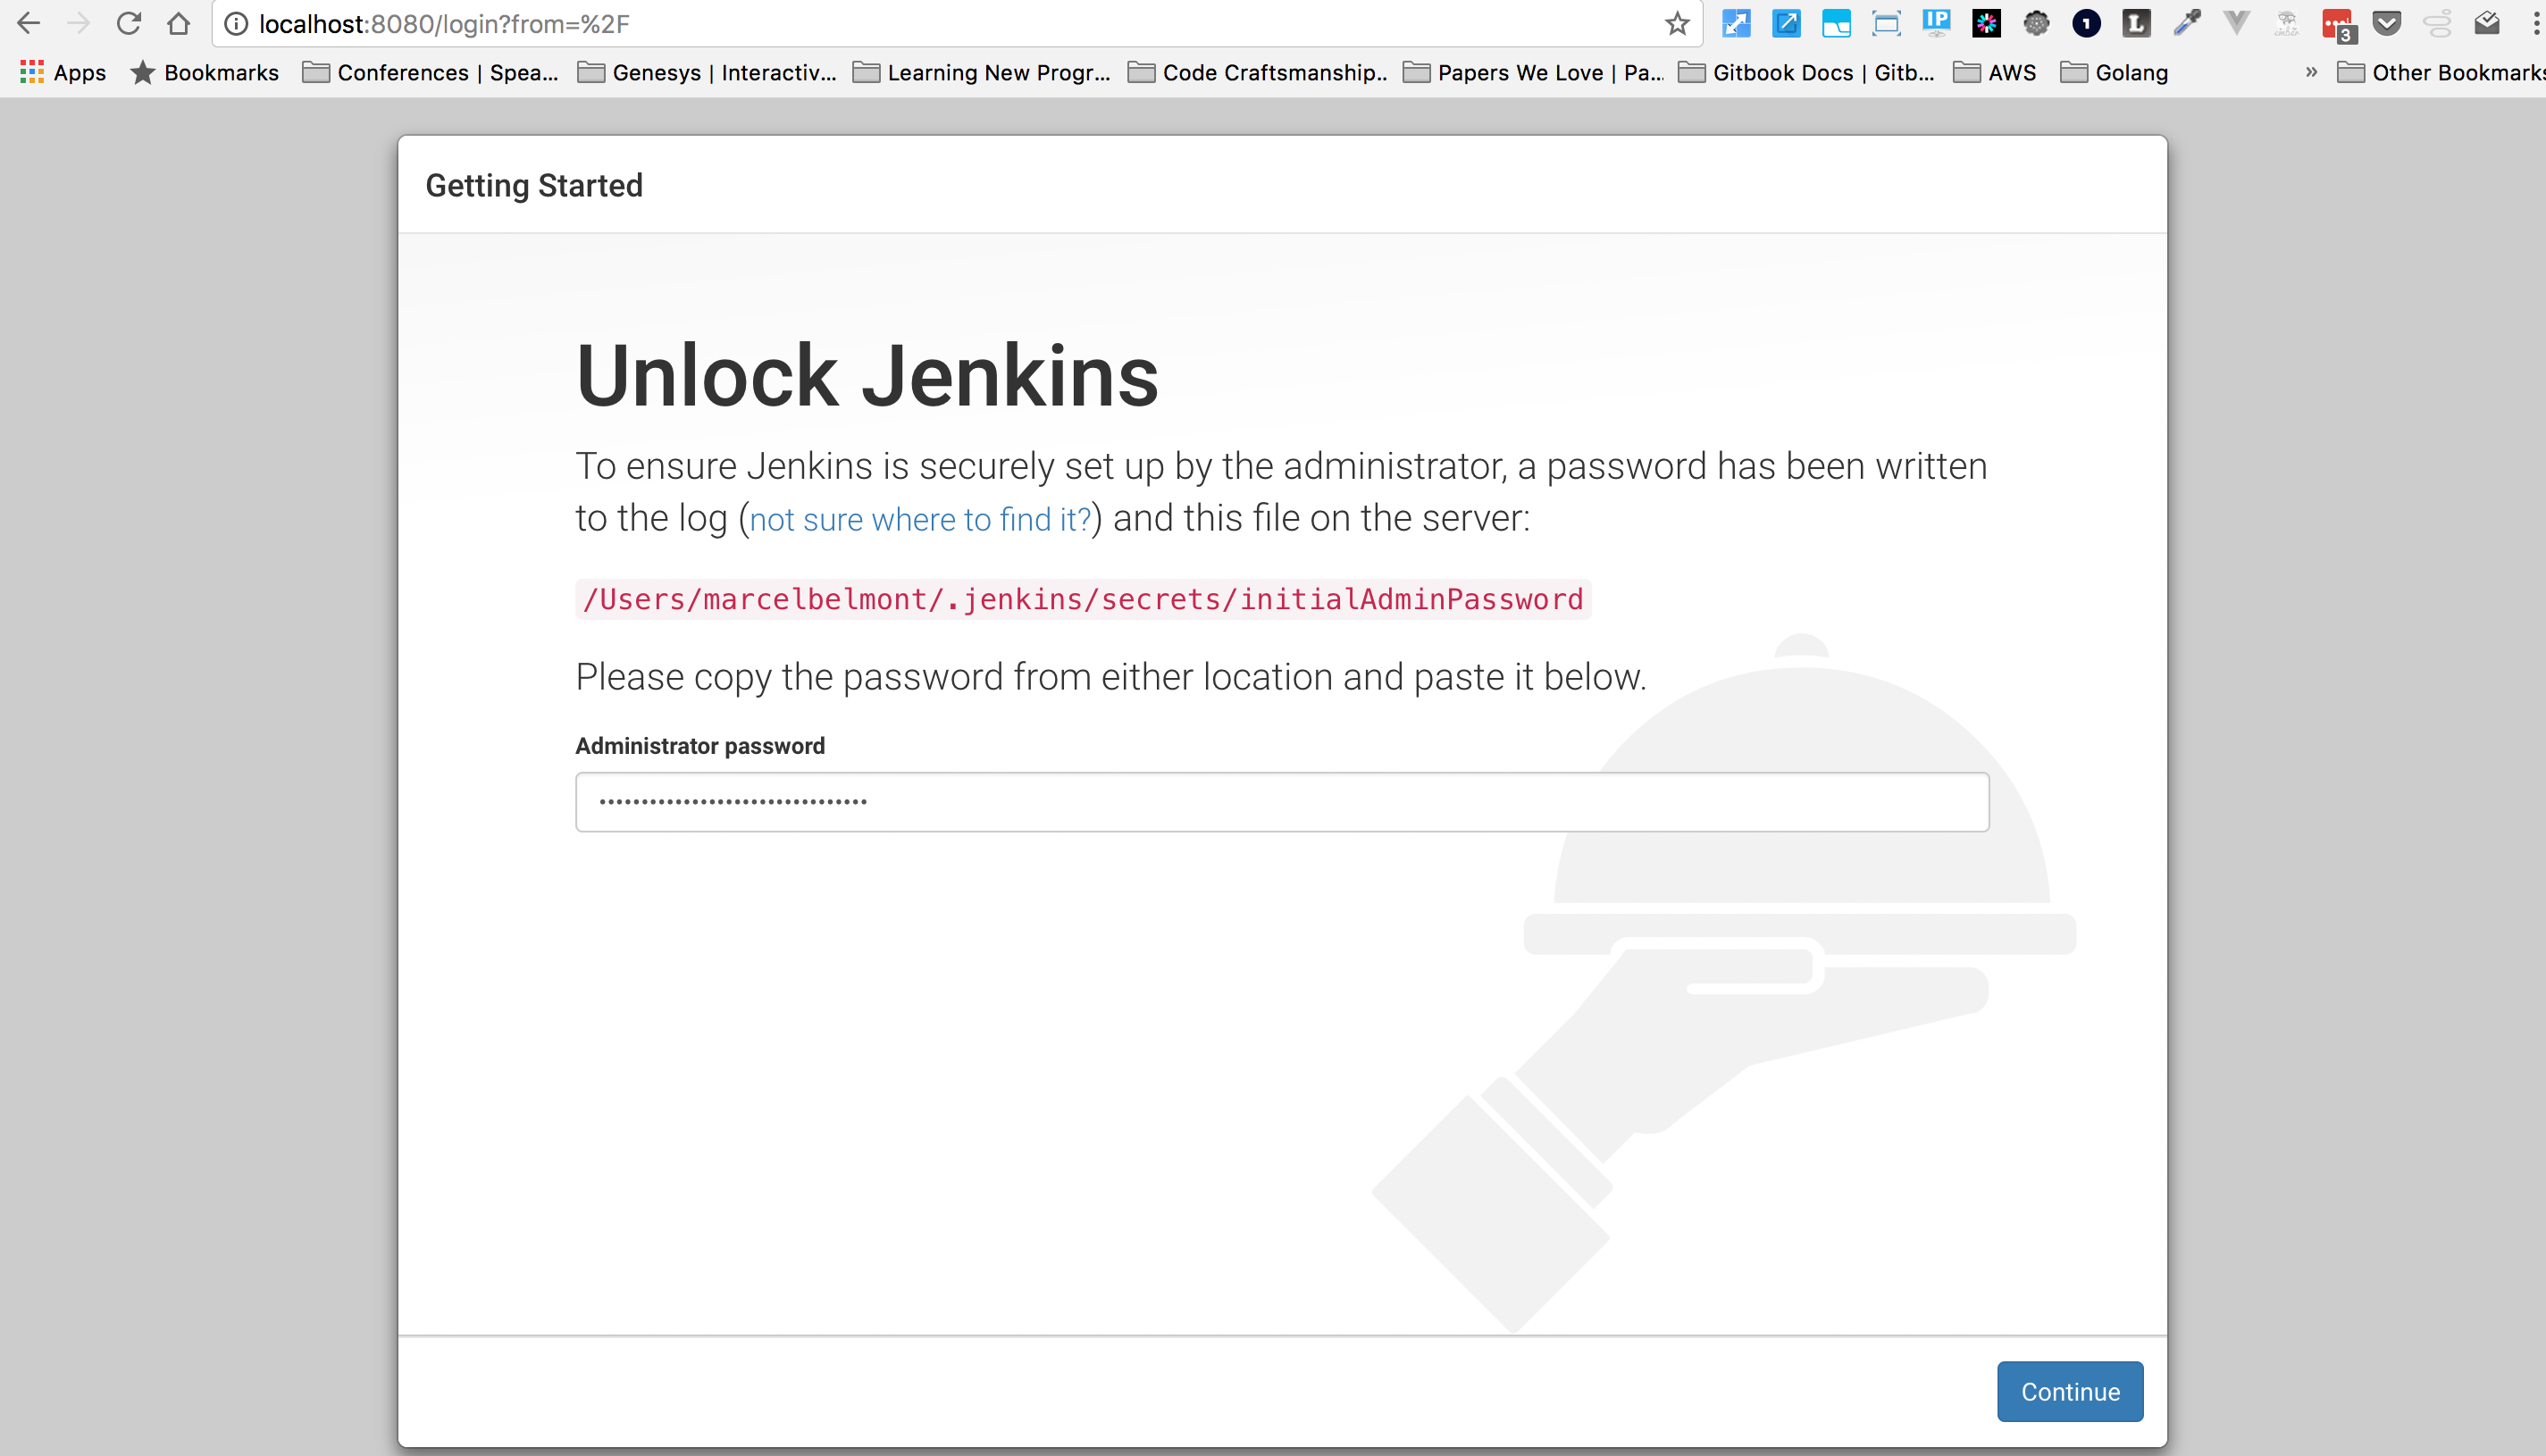 localhost:8080/login?from=%2F
IP
1
L
3
Apps
Bookmarks
Conferences | Spea...
Genesys | Interactiv...
Learning New Progr...
Code Craftsmanship..
Papers We Love | Pa...
Gitbook Docs | Gitb...
AWS
Golang
»
Other Bookmarks
Getting Started
Unlock Jenkins
To ensure Jenkins is securely set up by the administrator, a password has been written
to the log (not sure where to find it?) and this file on the server:
/Users/marcelbelmont/.jenkins/secrets/initialAdminPassword
Please copy the password from either location and paste it below.
Administrator password
••••••••••••••••••••••••••••••••
Continue